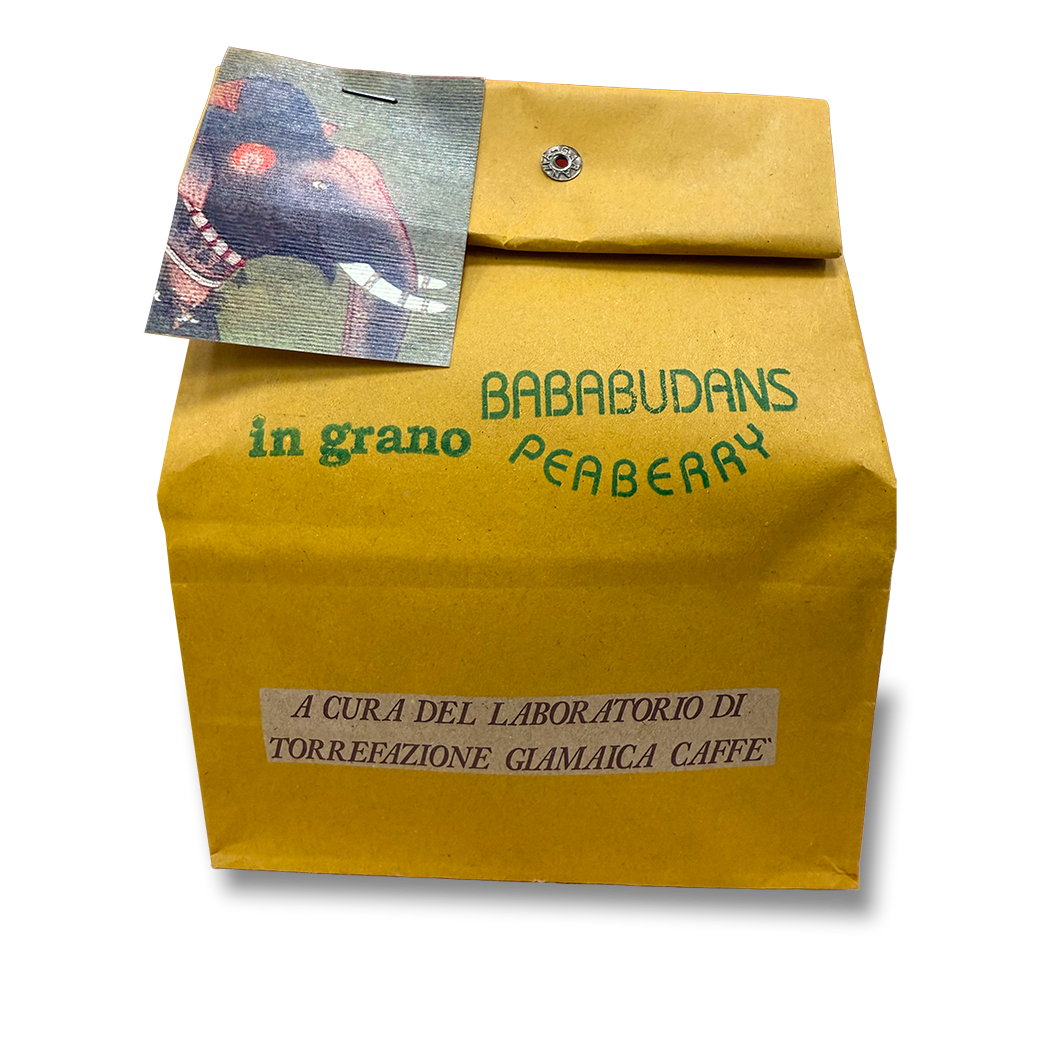 BABABUDANS
in grano
PEABERRY
A CURA DEL LABORATORIO DI
TORREFAZIONE GIAMAICA CAFFE`